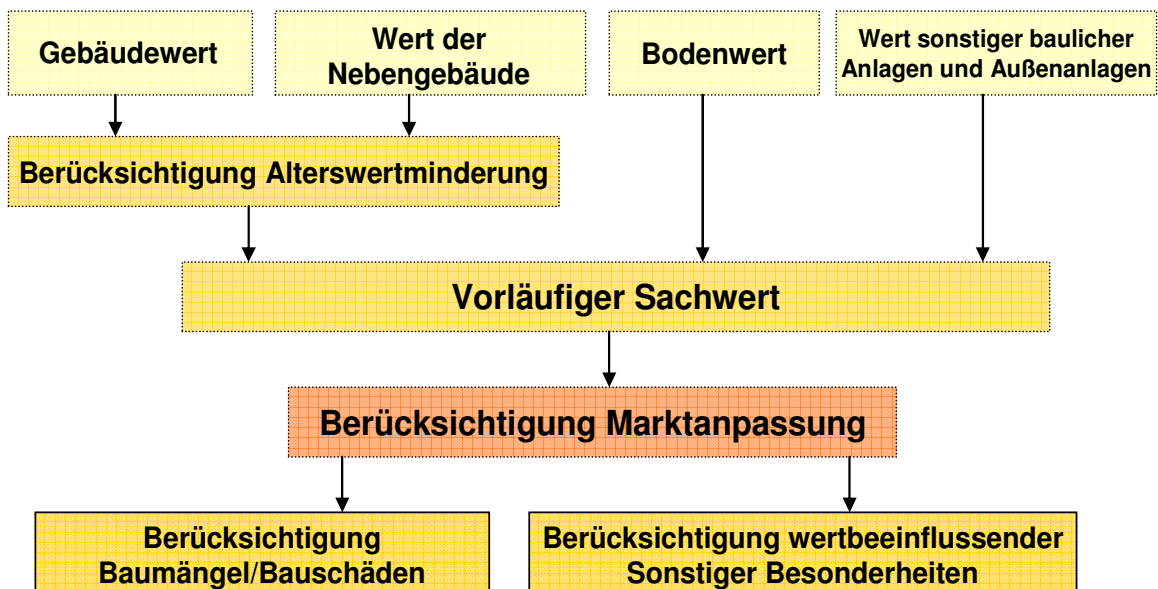 Gebäudewert
Wert der
Nebengebäude
Bodenwert
Wert sonstiger baulicher
Anlagen und Außenanlagen
Berücksichtigung Alterswertminderung
Vorläufiger Sachwert
Berücksichtigung Marktanpassung
Berücksichtigung
Baumängel/Bauschäden
Berücksichtigung wertbeeinflussender
Sonstiger Besonderheiten